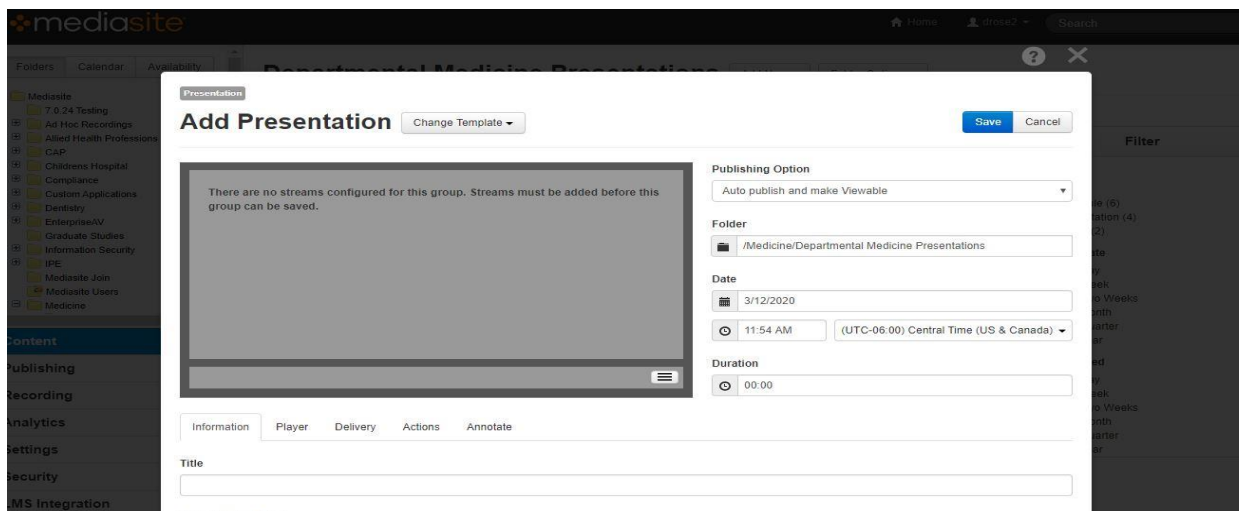 mediasite
Home drose2 Search
Folders Calendar Availability
Departmental Medicine Presentations
Presentation
Add Presentation Change Template Save Cancel
Mediasite
7.0.24 Testing
Ad Hoc Recordings
Allied Health Professions
CAP
Childrens Hospital
Compliance
Custom Applications
Dentistry
EnterpriseAV
Graduate Studies
Information Security
IPE
Mediasite Join
Mediasite Users
Medicine
Content
Publishing
Recording
Analytics
Settings
Security
LMS Integration
There are no streams configured for this group. Streams must be added before this
group can be saved.
Publishing Option
Auto publish and make Viewable
Folder
/Medicine/Departmental Medicine Presentations
Date
3/12/2020
11:54 AM (UTC-06:00) Central Time (US & Canada)
Duration
00:00
Information Player Delivery Actions Annotate
Title
Filter
(6)
(4)
(2)
Weeks
Weeks